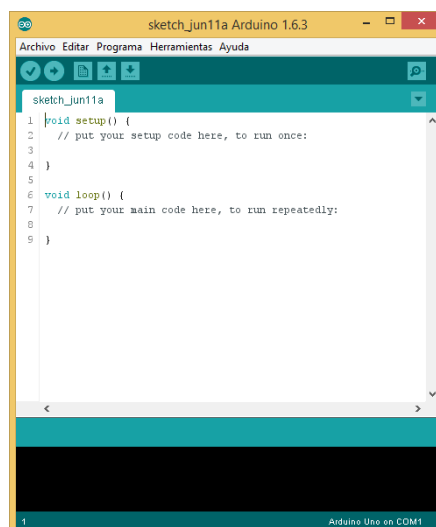 sketch_jun11a Arduino 1.6.3
Archivo Editar Programa Herramientas Ayuda
sketch_jun11a
1 void setup() {
2   // put your setup code here, to run once:
3
4 }
5
6 void loop() {
7   // put your main code here, to run repeatedly:
8
9 }
1 Arduino Uno on COM1